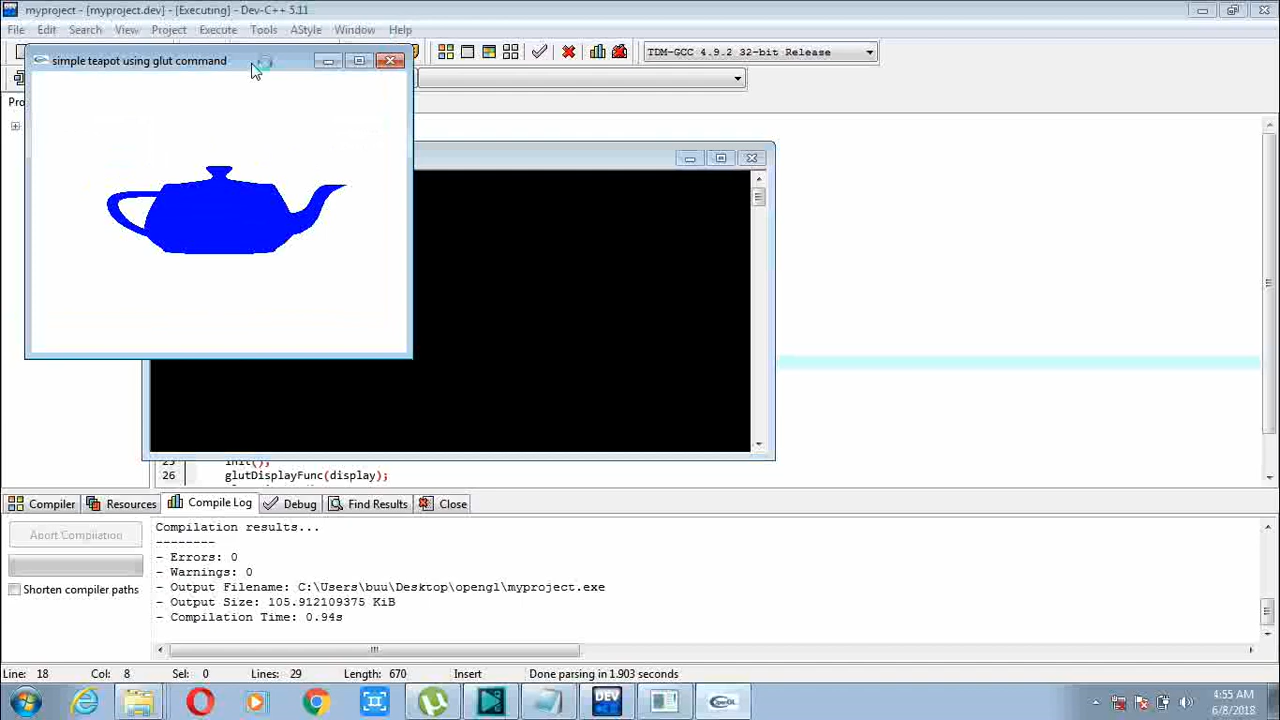 myproject - [myproject.dev] - [Executing] - Dev-C++ 5.11
File Edit Search View Project Execute Tools AStyle Window Help
TDM-GCC 4.9.2 32-bit Release
simple teapot using glut command
init();
26 glutDisplayFunc(display);
Compiler Resources Compile Log Debug Find Results Close
Abort Compilation
Shorten compiler paths
Compilation results...
--------
- Errors: 0
- Warnings: 0
- Output Filename: C:\Users\buu\Desktop\opengl\myproject.exe
- Output Size: 105.912109375 KiB
- Compilation Time: 0.94s
Line: 18 Col: 8 Sel: 0 Lines: 29 Length: 670 Insert Done parsing in 1.903 seconds
DEV
4:55 AM
6/8/2018